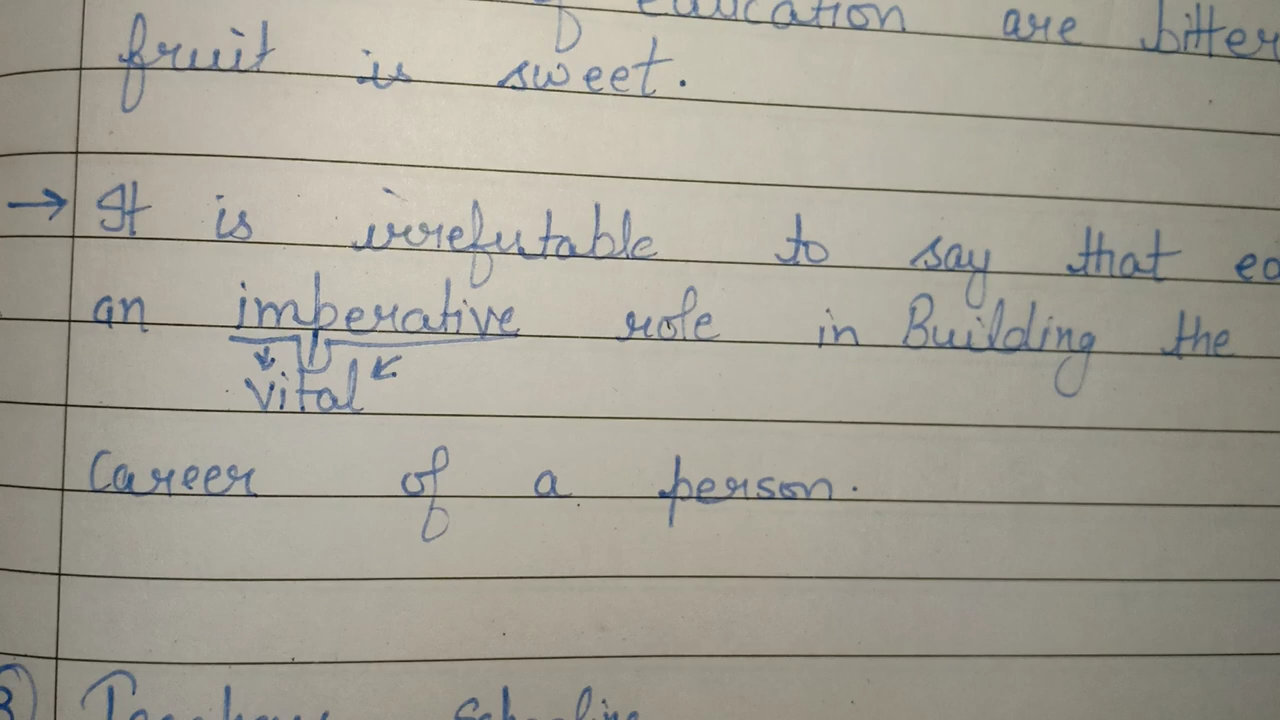 education are bitter
fruit is sweet.
→ It is irrefutable to say that
an imperative role in Building the
vital
Career of a person.